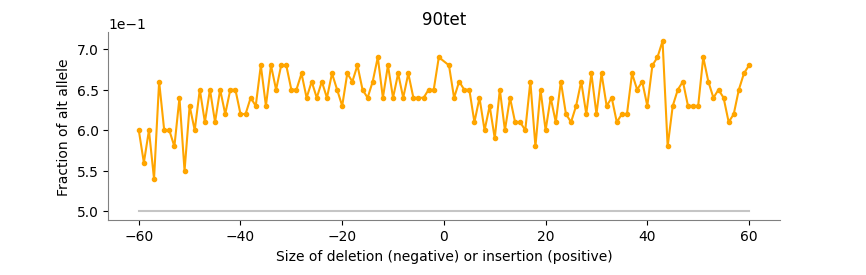 90tet
1e−1
7.0
6.5
6.0
5.5
5.0
Fraction of alt allele
−60 −40 −20 0 20 40 60
Size of deletion (negative) or insertion (positive)